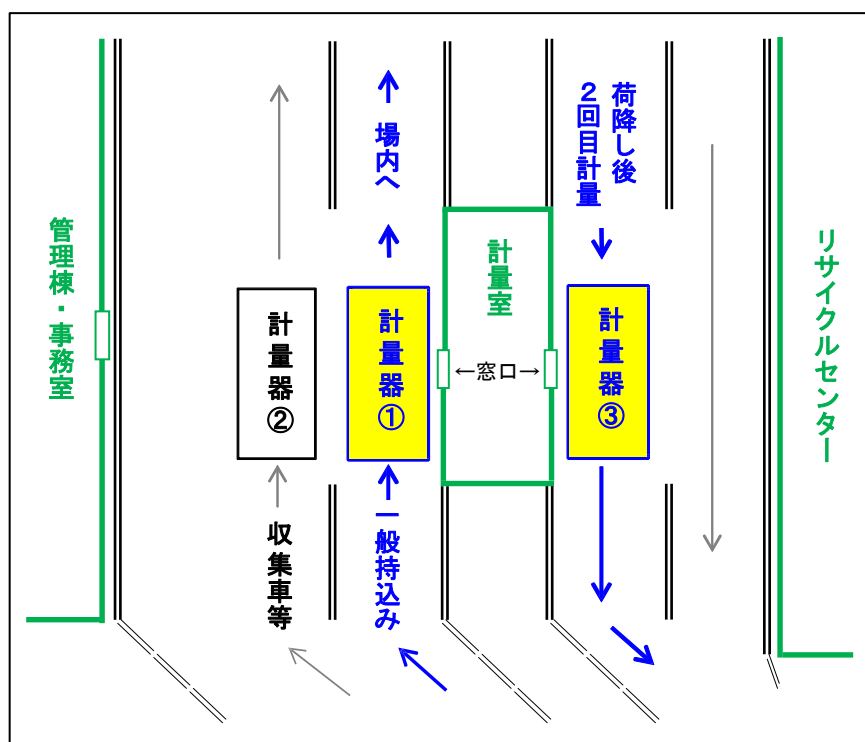 管理棟・事務室
計量器②
収集車等
場内へ
計量器①
一般持込み
計量室
←窓口→
荷降し後
２回目計量
計量器③
リサイクルセンター